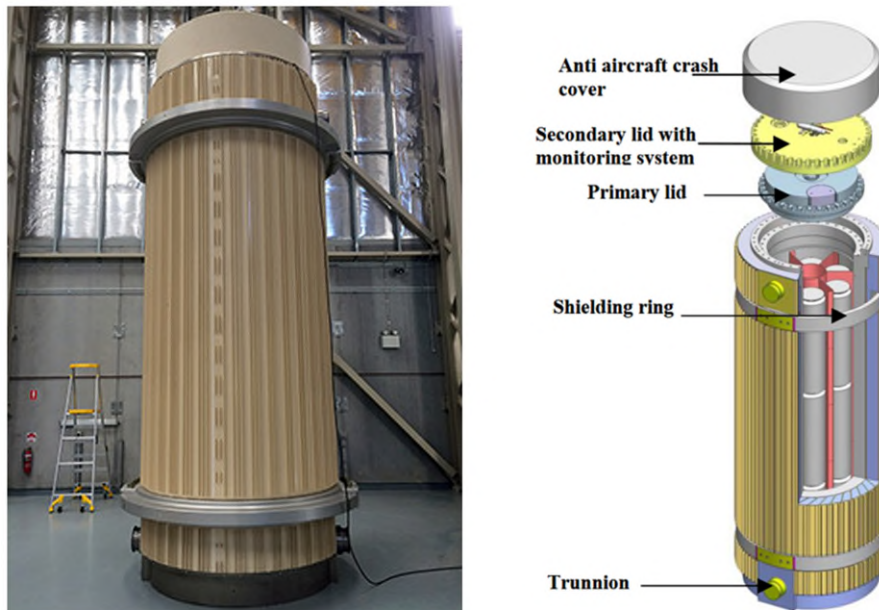 Anti aircraft crash
cover
Secondary lid with
monitoring system
Primary lid
Shielding ring
Trunnion